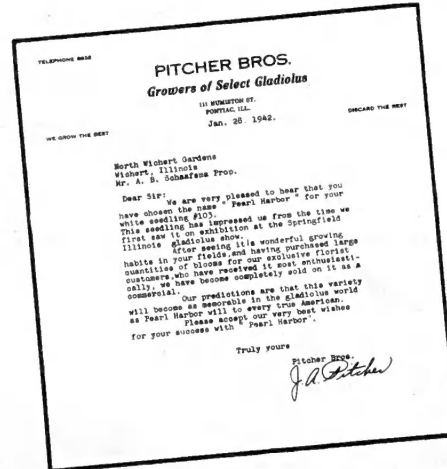 TELEPHONE 6938
PITCHER BROS.
Growers of Select Gladiolus
111 HUMISTON ST.
PONTIAC, ILL.
WE GROW THE BEST
DISCARD THE REST
Jan. 28. 1942.
North Wichert Gardens
Wichert, Illinois
Mr. A. B. Schaafsma Prop.
Dear Sir:
We are very pleased to hear that you
have chosen the name " Pearl Harbor " for your
white seedling #103.
This seedling has impressed us from the time we
first saw it on exhibition at the Springfield
Illinois gladiolus show.
After seeing it's wonderful growing
habits in your fields,and having purchased large
quantities of blooms for our exclusive florist
customers,who have received it most enthusiasti-
cally, we have become completely sold on it as a
commercial.
Our predictions are that this variety
will become as memorable in the gladiolus world
as Pearl Harbor will to every true American.
Please accept our very best wishes
for your success with " Pearl Harbor".
Truly yours
Pitcher Bros.
J.A. Pitcher